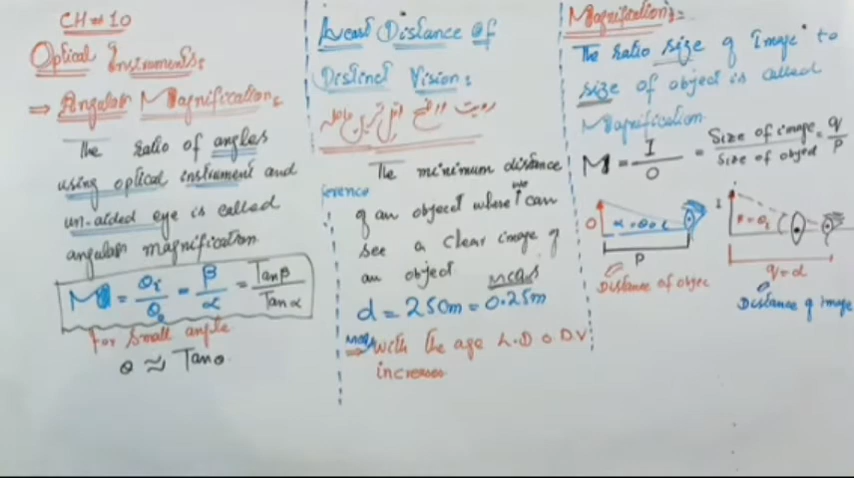 CH # 10
Optical Instruments:
⇒ Angular Magnification:
The ratio of angles
using optical instrument and
un-aided eye is called
angular magnification
M = θi/θo = β/α = Tanβ/Tanα
For small angle
θ ≈ Tanθ
Least Distance of
Distinct Vision:
The minimum distance
of an object where we can
see a clear image of
an object
MCQs
d = 25cm = 0.25m
MCQs
⇒ With the age L.D o D.V
increases
Magnification:
The ratio size of Image to
size of object is called
Magnification
M = I/O = Size of image/Size of object = q/p
O
P
Distance of objec
I
q=d
Distance of image